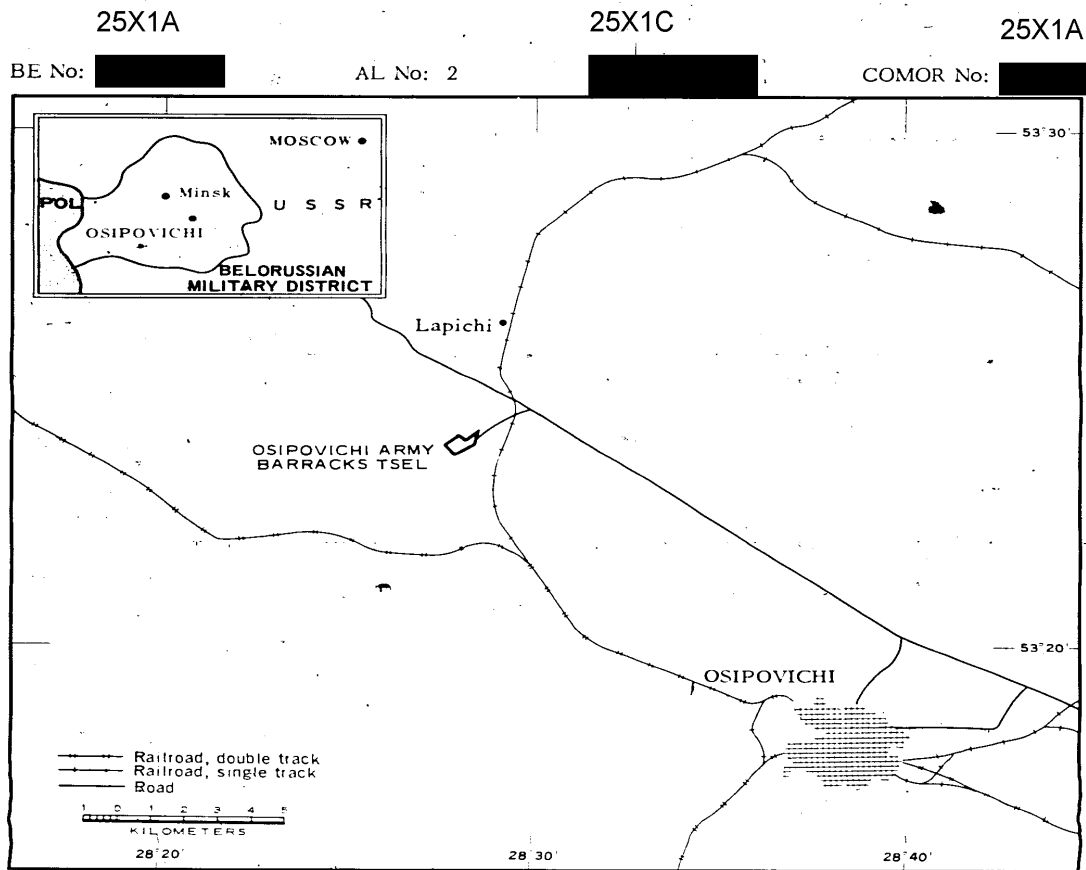 25X1A 25X1C 25X1A
BE No: AL No: 2 COMOR No:
53°30'
MOSCOW
Minsk
POL
U S S R
OSIPOVICHI
BELORUSSIAN
MILITARY DISTRICT
Lapichi
OSIPOVICHI ARMY
BARRACKS TSEL
53°20'
OSIPOVICHI
Railroad, double track
Railroad, single track
Road
1 0 1 2 3 4 5
KILOMETERS
28°20' 28°30' 28°40'